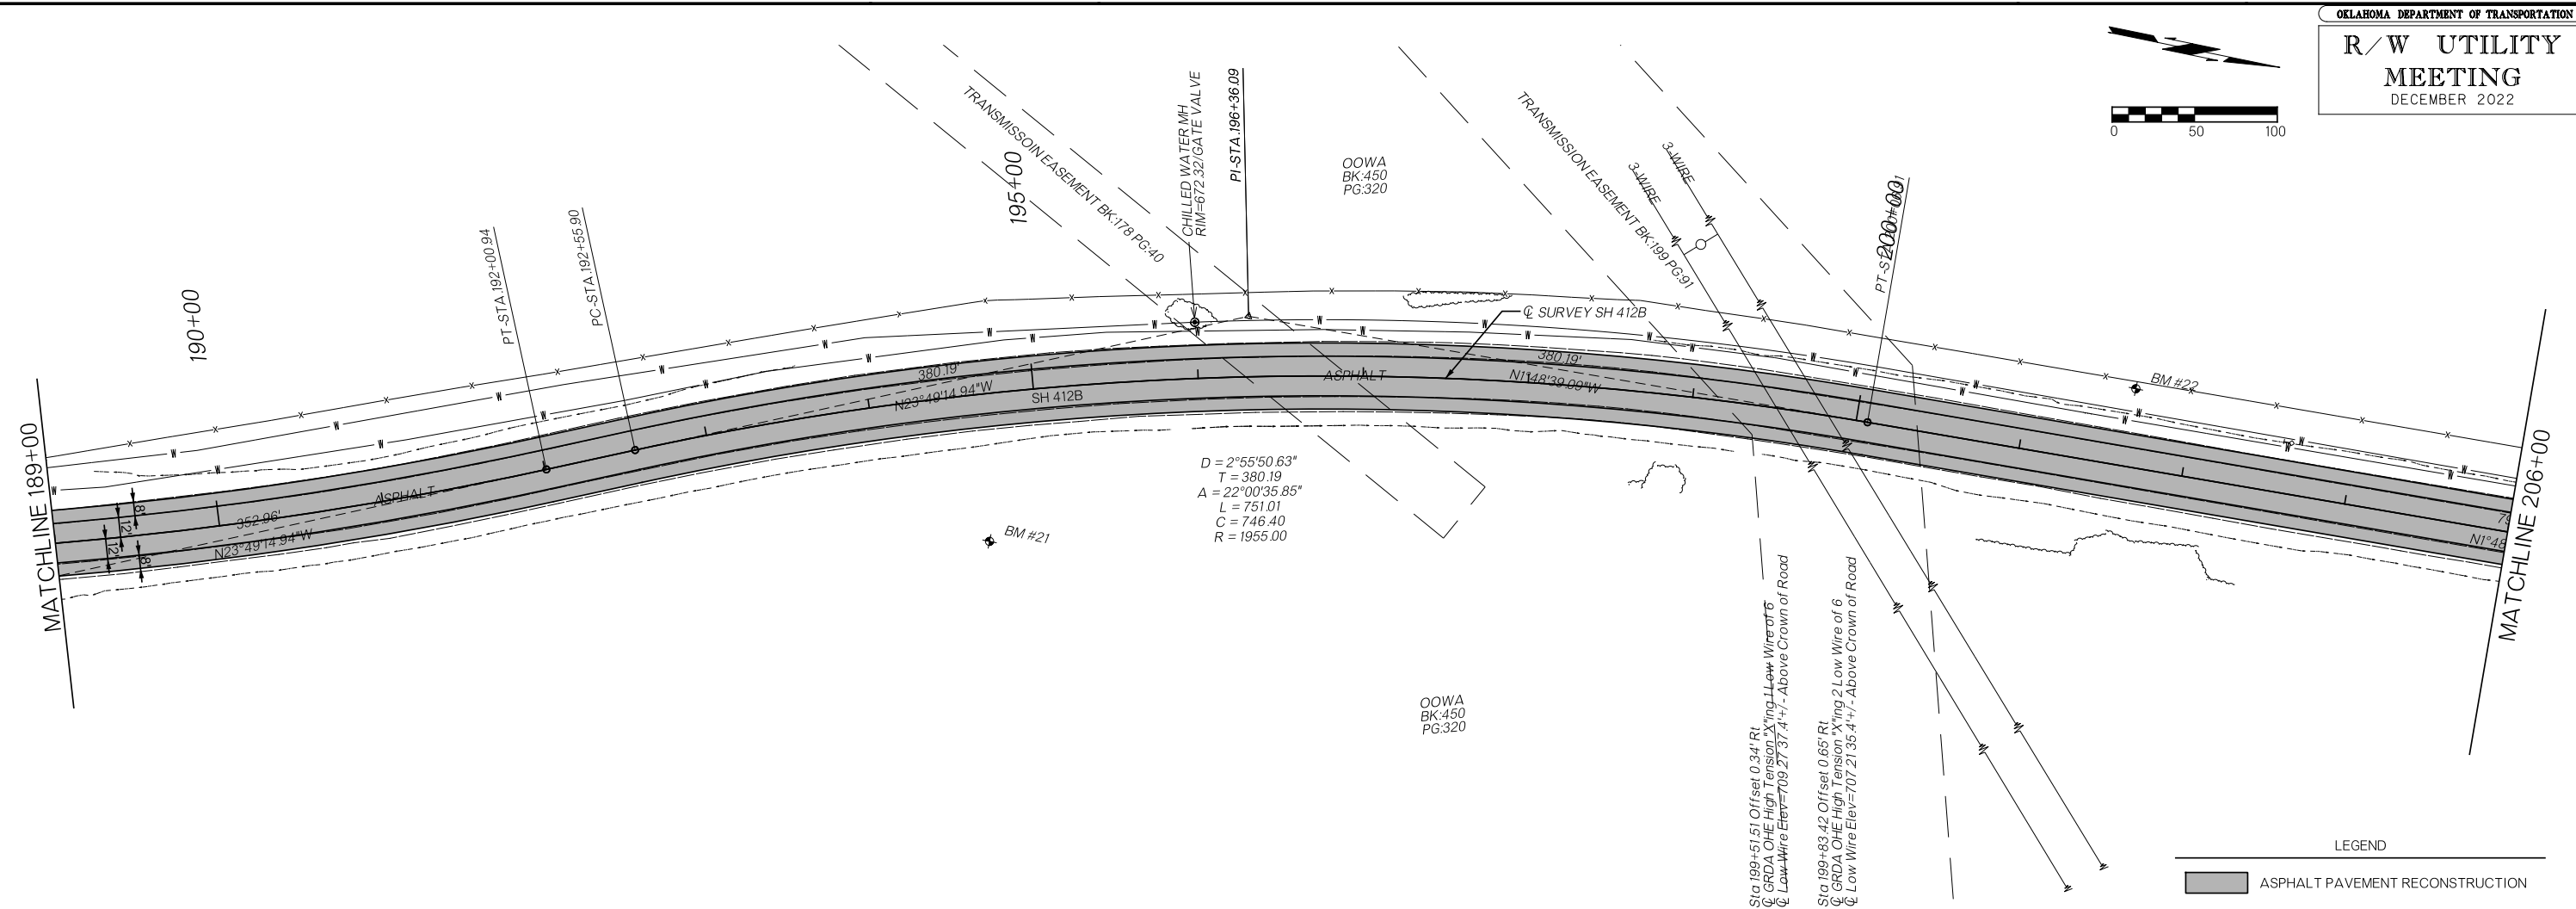 OKLAHOMA DEPARTMENT OF TRANSPORTATION
R/W UTILITY
MEETING
DECEMBER 2022
0 50 100
TRANSMISSOIN EASEMENT BK:178 PG:40
CHILLED WATER MH
RIM=672.32/GATE VALVE
PI-STA.196+36.09
OOWA
BK:450
PG:320
TRANSMISSION EASEMENT BK:199 PG:91
3-WIRE
3-WIRE
190+00
PT-STA.192+00.94
PC-STA.192+55.90
195+00
200+00
℄ SURVEY SH 412B
BM #22
MATCHLINE 189+00
8'
12'
12'
8'
352.96'
N23°49'14.94"W
ASPHALT
380.19'
N23°49'14.94"W
SH 412B
ASPHALT
380.19'
N1°48'39.09"W
N1°48
MATCHLINE 206+00
BM #21
D = 2°55'50.63"
T = 380.19
A = 22°00'35.85"
L = 751.01
C = 746.40
R = 1955.00
OOWA
BK:450
PG:320
Sta 199+51.51 Offset 0.34' Rt
℄ GRDA OHE High Tension "X"ing 1 Low Wire of 6
℄ Low Wire Elev=709.27 37.4'+/- Above Crown of Road
Sta 199+83.42 Offset 0.65' Rt
℄ GRDA OHE High Tension "X"ing 2 Low Wire of 6
℄ Low Wire Elev=707.21 35.4'+/- Above Crown of Road
LEGEND
ASPHALT PAVEMENT RECONSTRUCTION